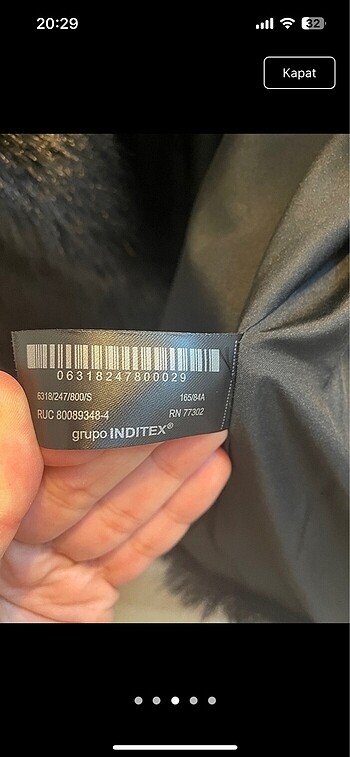 20:29
32
Kapat
06318247800029
6318/247/800/S 165/84A
RUC 80089348-4 RN 77302
grupo INDITEX®